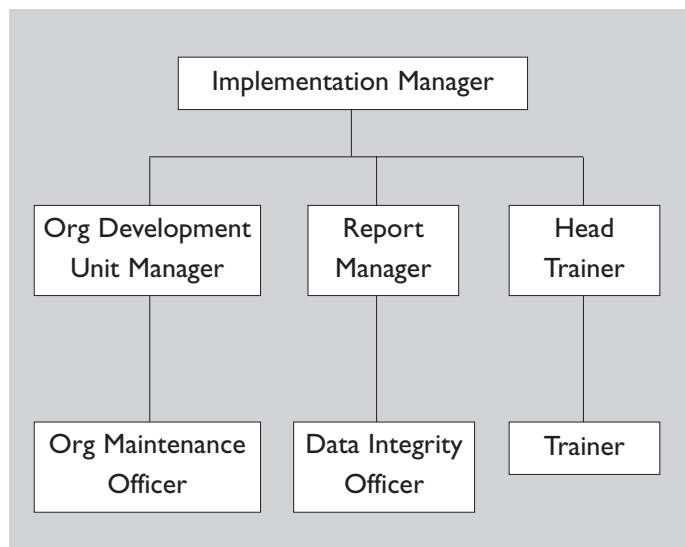 Implementation Manager
Org Development
Unit Manager
Report
Manager
Head
Trainer
Org Maintenance
Officer
Data Integrity
Officer
Trainer